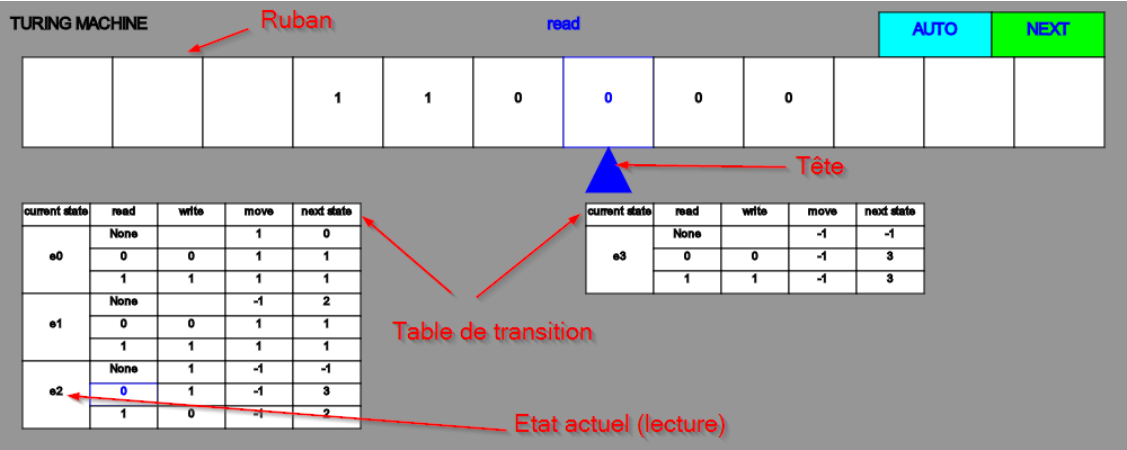 TURING MACHINE Ruban read AUTO NEXT
1 1 0 0 0 0
Tête
current state read write move next state
None 1 0
e0 0 0 1 1
1 1 1 1
None -1 2
e1 0 0 1 1
1 1 1 1
None 1 -1 -1
e2 0 1 -1 3
1 0 -1 2
current state read write move next state
None -1 -1
e3 0 0 -1 3
1 1 -1 3
Table de transition
Etat actuel (lecture)